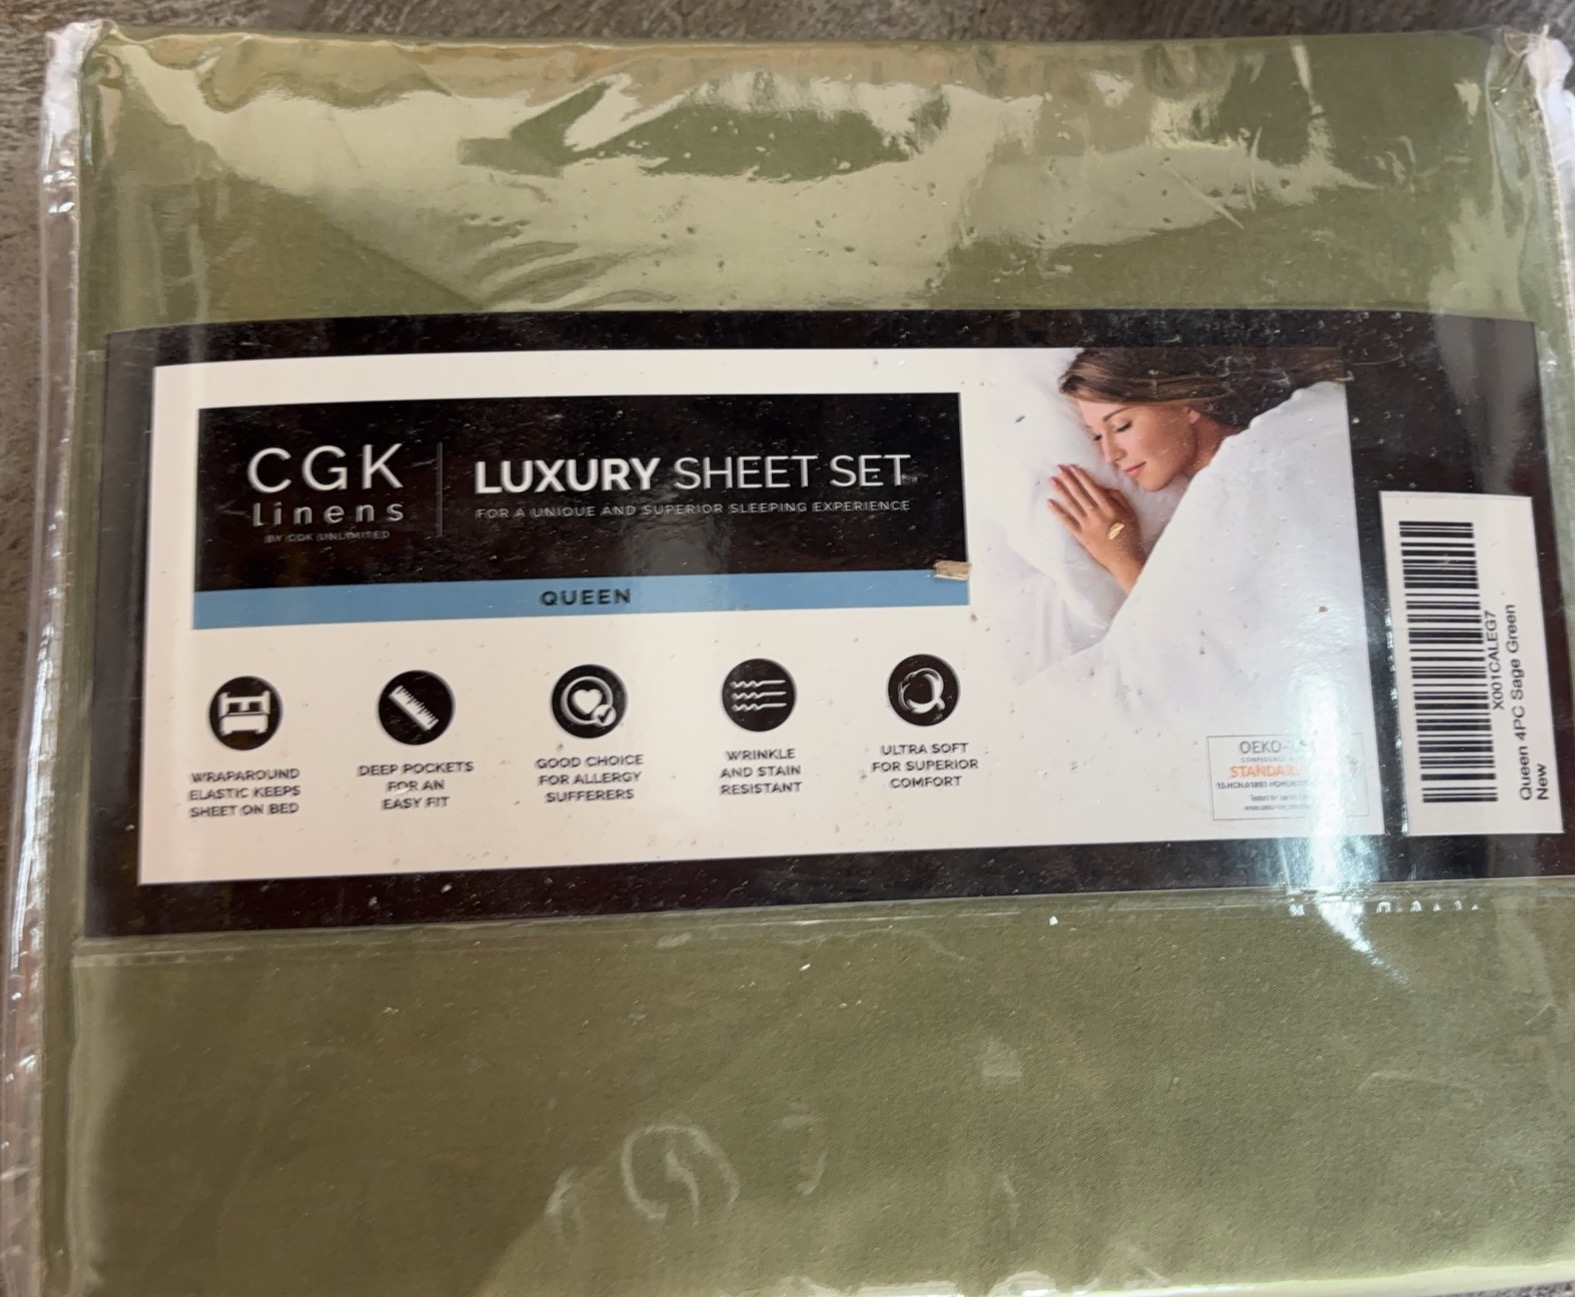 CGK
linens
BY CGK UNLIMITED
LUXURY SHEET SET
FOR A UNIQUE AND SUPERIOR SLEEPING EXPERIENCE
QUEEN
WRAPAROUND
ELASTIC KEEPS
SHEET ON BED
DEEP POCKETS
FOR AN
EASY FIT
GOOD CHOICE
FOR ALLERGY
SUFFERERS
WRINKLE
AND STAIN
RESISTANT
ULTRA SOFT
FOR SUPERIOR
COMFORT
OEKO-
X001CALEG7
Queen 4PC Sage Green
New